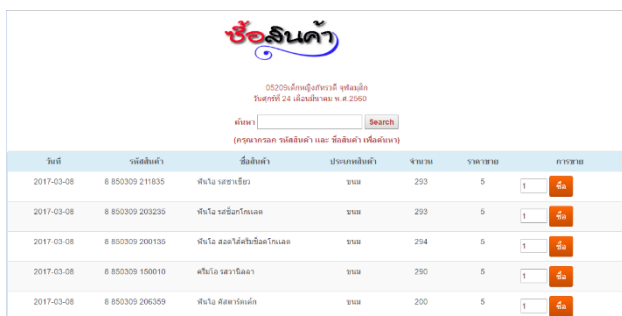 ซื้อสินค้า
05209เด็กหญิงภัทรวดี
วันศุกร์ที่ 24 เดือนมีนาคม พ.ศ.2560
ค้นหา Search
(กรุณากรอก รหัสสินค้า และ ชื่อสินค้า เพื่อค้นหา)
วันที่ รหัสสินค้า ชื่อสินค้า ประเภทสินค้า จำนวน ราคาขาย การขาย
2017-03-08 8 850309 211835 ฟันโอ รสชาเขียว ขนม 293 5 1 ซื้อ
2017-03-08 8 850309 203235 ฟันโอ รสช็อกโกแลต ขนม 293 5 1 ซื้อ
2017-03-08 8 850309 200135 ฟันโอ สอดไส้ครีมช็อคโกแลต ขนม 294 5 1 ซื้อ
2017-03-08 8 850309 150010 ครีมโอ รสวานิลลา ขนม 290 5 1 ซื้อ
2017-03-08 8 850309 206359 ฟันโอ คัสตาร์ดเค้ก ขนม 200 5 1 ซื้อ